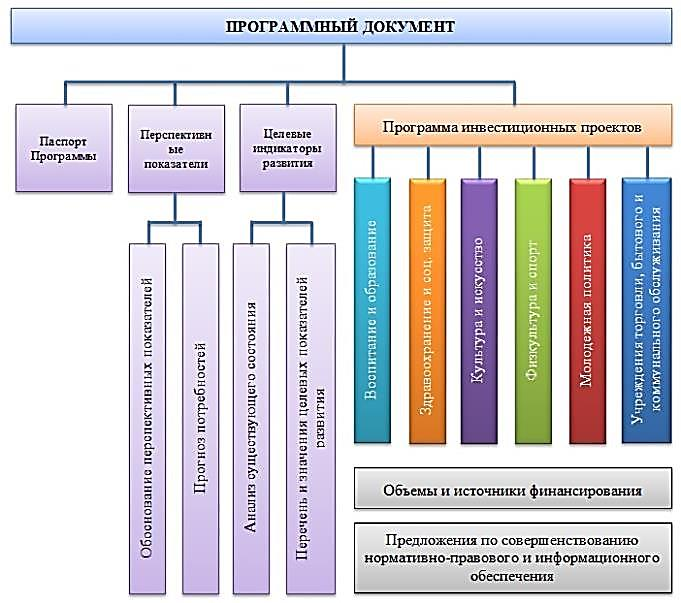 ПРОГРАММНЫЙ ДОКУМЕНТ
Паспорт
Программы
Перспективн
ые
показатели
Целевые
индикаторы
развития
Программа инвестиционных проектов
Обоснование перспективных показателей
Прогноз потребностей
Анализ существующего состояния
Перечень и значения целевых показателей
развития
Воспитание и образование
Здравоохранение и соц. защита
Культура и искусство
Физкультура и спорт
Молодежная политика
Учреждения торговли, бытового и
коммунального обслуживания
Объемы и источники финансирования
Предложения по совершенствованию
нормативно-правового и информационного
обеспечения